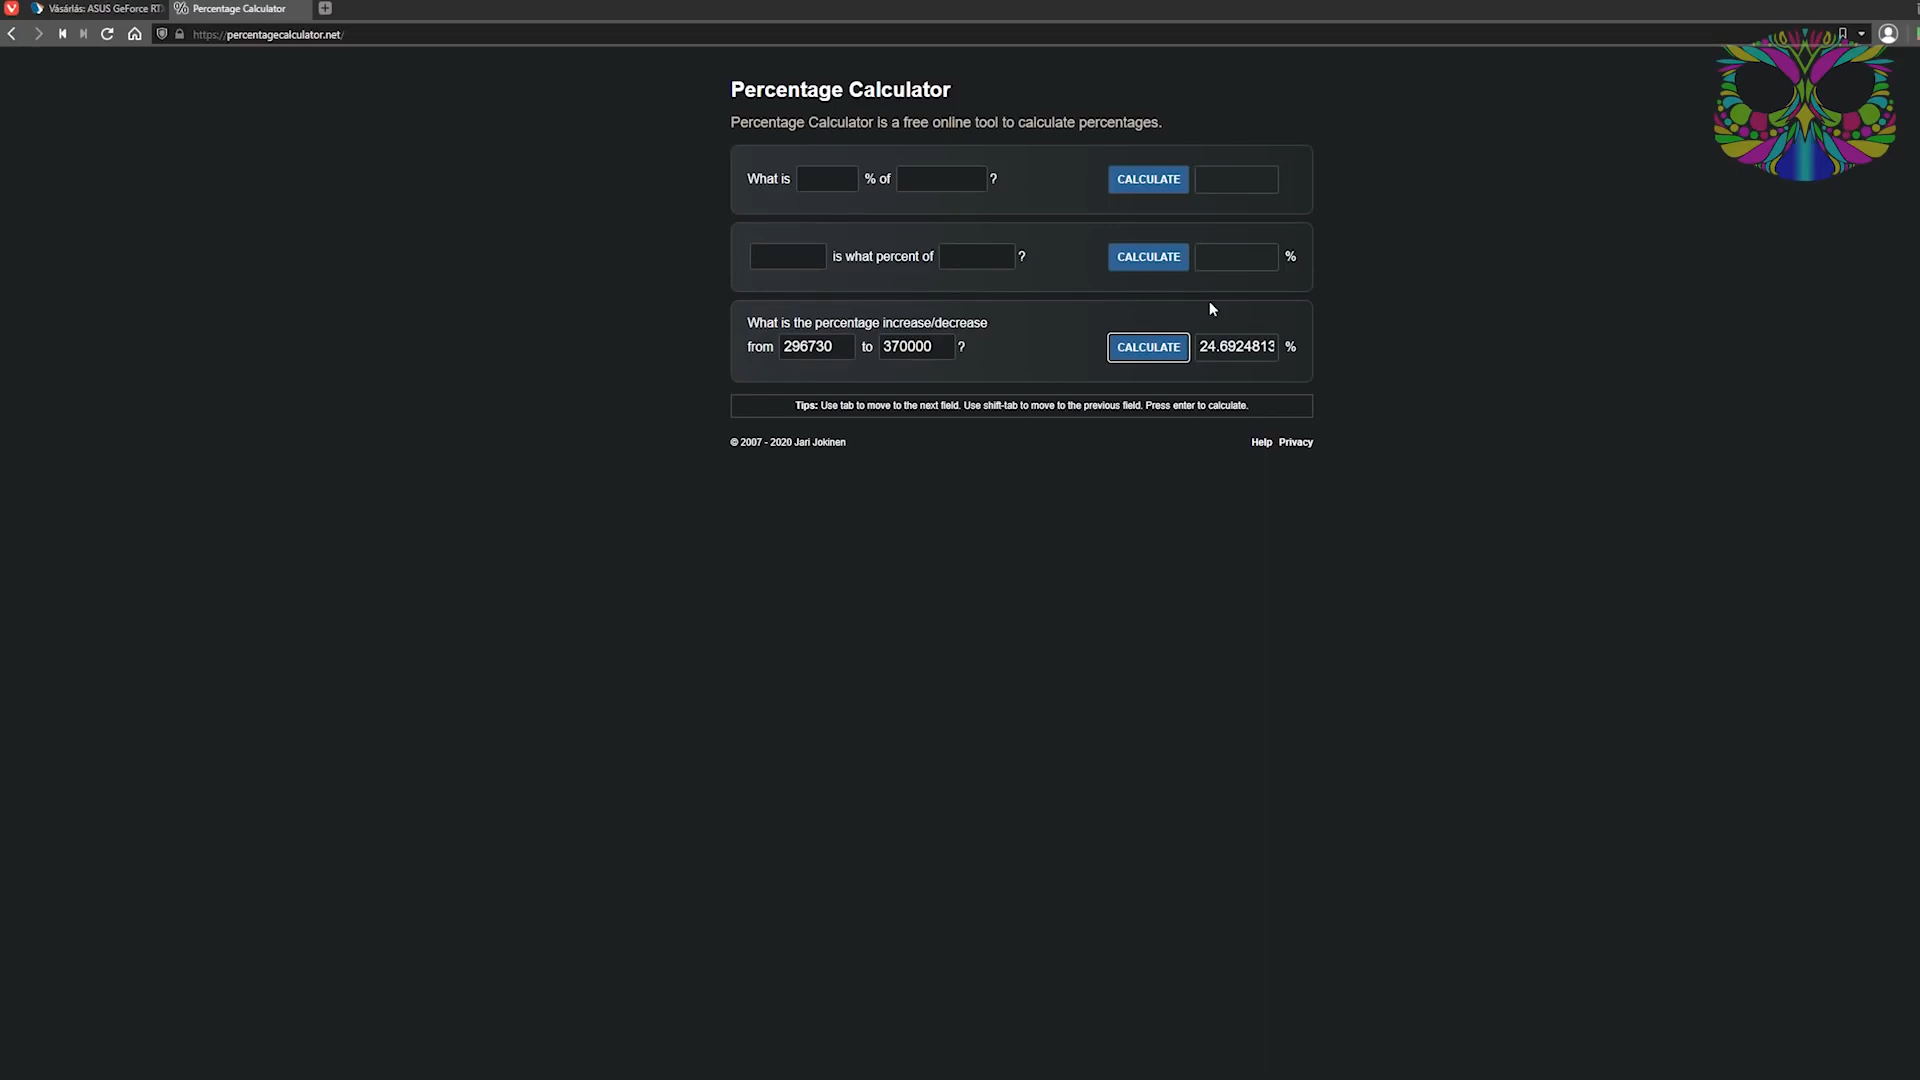 Vásárlás: ASUS GeForce RT
Percentage Calculator
https://percentagecalculator.net/
Percentage Calculator
Percentage Calculator is a free online tool to calculate percentages.
What is % of ? CALCULATE
is what percent of ? CALCULATE %
What is the percentage increase/decrease
from 296730 to 370000 ? CALCULATE 24.6924813 %
Tips: Use tab to move to the next field. Use shift-tab to move to the previous field. Press enter to calculate.
© 2007 - 2020 Jari Jokinen
Help Privacy